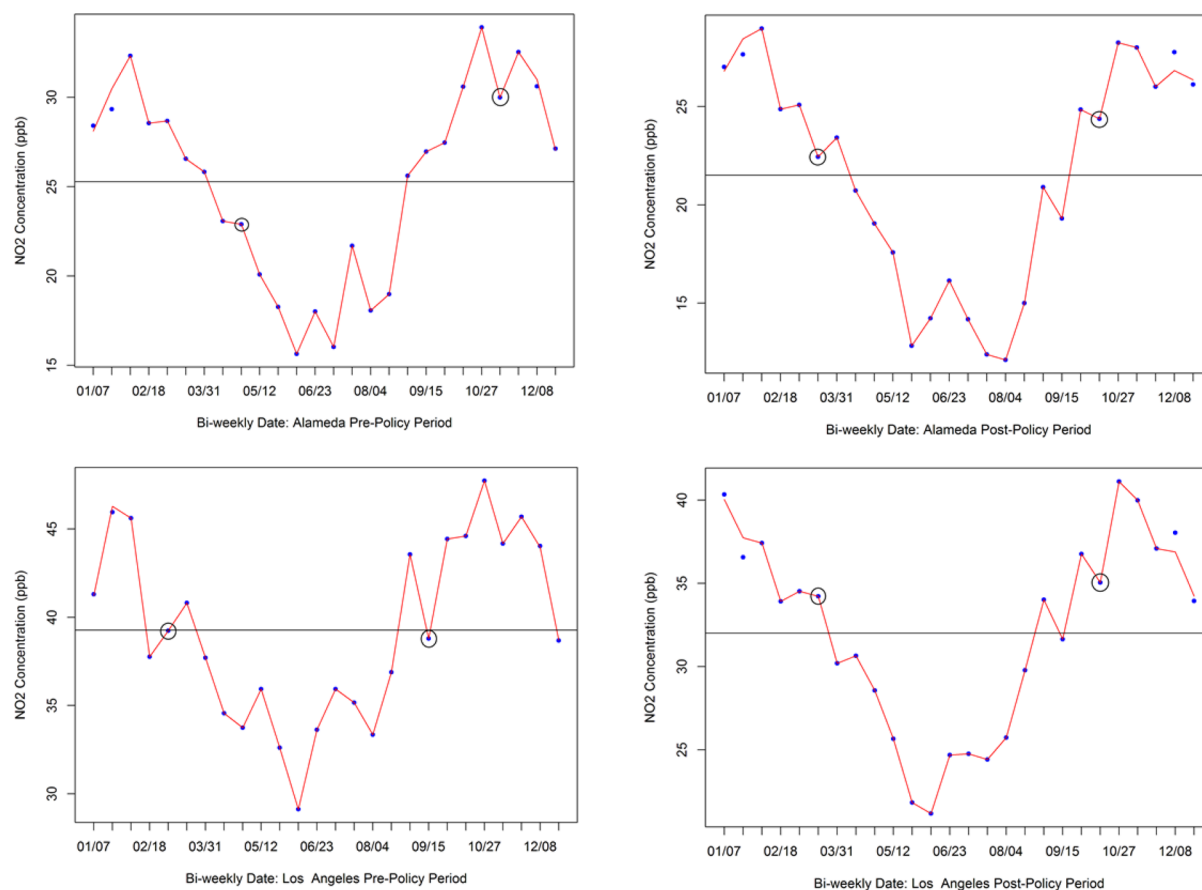 NO2 Concentration (ppb)
30
25
20
15
01/07 02/18 03/31 05/12 06/23 08/04 09/15 10/27 12/08
Bi-weekly Date: Alameda Pre-Policy Period
NO2 Concentration (ppb)
25
20
15
01/07 02/18 03/31 05/12 06/23 08/04 09/15 10/27 12/08
Bi-weekly Date: Alameda Post-Policy Period
NO2 Concentration (ppb)
45
40
35
30
01/07 02/18 03/31 05/12 06/23 08/04 09/15 10/27 12/08
Bi-weekly Date: Los Angeles Pre-Policy Period
NO2 Concentration (ppb)
40
35
30
25
01/07 02/18 03/31 05/12 06/23 08/04 09/15 10/27 12/08
Bi-weekly Date: Los Angeles Post-Policy Period